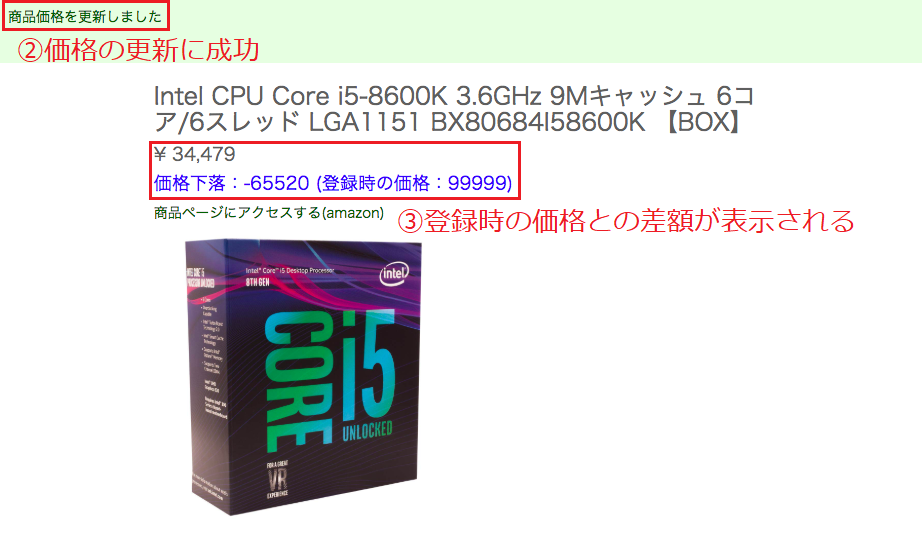 商品価格を更新しました
②価格の更新に成功
Intel CPU Core i5-8600K 3.6GHz 9Mキャッシュ 6コ
ア/6スレッド LGA1151 BX80684I58600K 【BOX】
¥ 34,479
価格下落：-65520 (登録時の価格：99999)
商品ページにアクセスする(amazon)
③登録時の価格との差額が表示される
Intel® Core™ i5 Desktop Processor
8TH GEN
intel
CORE
i5
UNLOCKED
FOR A GREAT
VR
EXPERIENCE